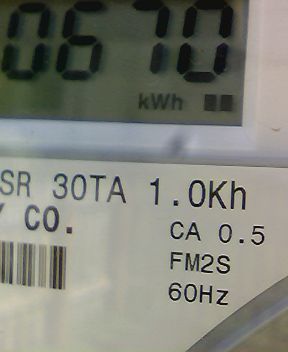 0670
kWh
SR 30TA 1.0Kh
Y CO.
CA 0.5
FM2S
60Hz